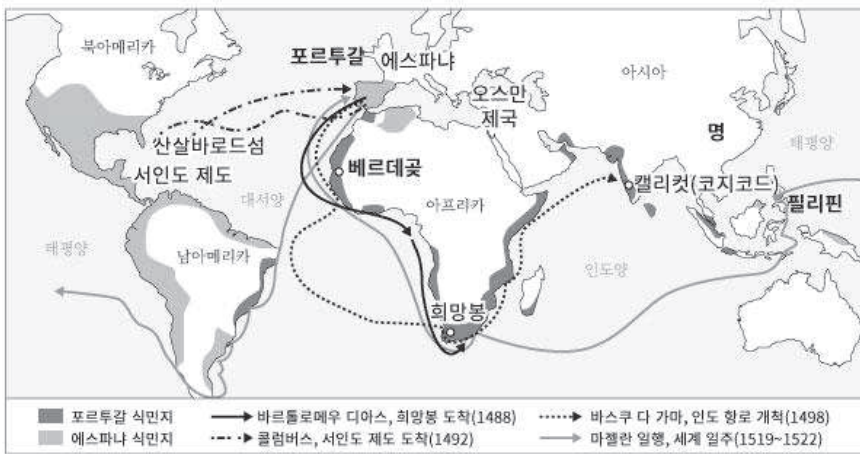 북아메리카
포르투갈
에스파냐
아시아
오스만
제국
명
태평양
산살바로드섬
서인도 제도
베르데곶
캘리컷(코지코드)
대서양
아프리카
필리핀
태평양
남아메리카
인도양
희망봉
포르투갈 식민지
바르톨로메우 디아스, 희망봉 도착(1488)
바스쿠 다 가마, 인도 항로 개척(1498)
에스파냐 식민지
콜럼버스, 서인도 제도 도착(1492)
마젤란 일행, 세계 일주(1519~1522)